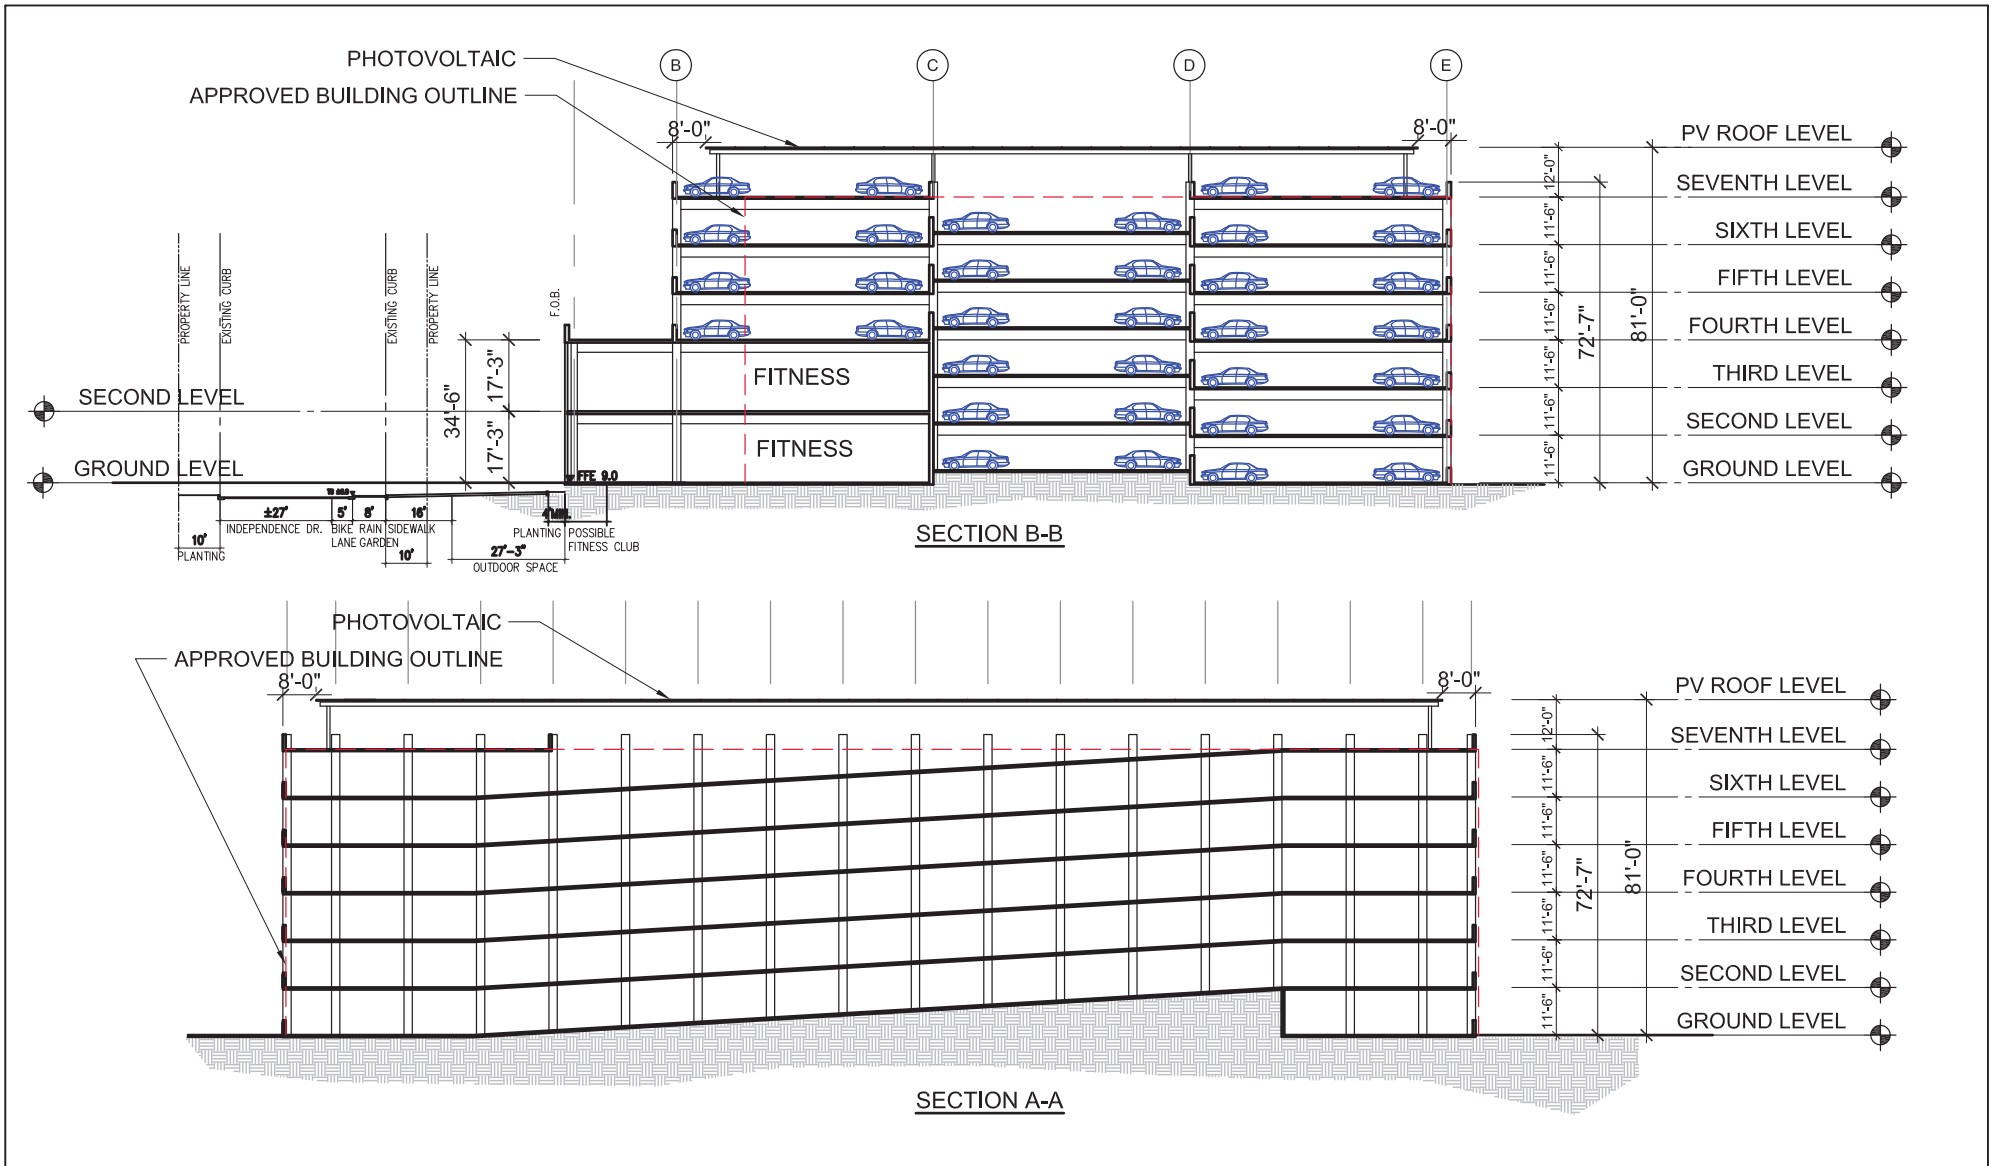 PHOTOVOLTAIC
APPROVED BUILDING OUTLINE
B
C
D
E
8'-0"
8'-0"
PV ROOF LEVEL
SEVENTH LEVEL
SIXTH LEVEL
FIFTH LEVEL
FOURTH LEVEL
THIRD LEVEL
SECOND LEVEL
GROUND LEVEL
12'-0"
11'-6"
11'-6"
11'-6"
11'-6"
11'-6"
11'-6"
72'-7"
81'-0"
PROPERTY LINE
EXISTING CURB
EXISTING CURB
PROPERTY LINE
F.O.B.
SECOND LEVEL
GROUND LEVEL
34'-6"
17'-3"
17'-3"
FITNESS
FITNESS
FFE 9.0
±27'
5'
8'
16'
4'MIN.
INDEPENDENCE DR.
BIKE LANE
RAIN GARDEN
SIDEWALK
10'
PLANTING
10'
27'-3"
OUTDOOR SPACE
PLANTING
POSSIBLE
FITNESS CLUB
SECTION B-B
PHOTOVOLTAIC
APPROVED BUILDING OUTLINE
8'-0"
8'-0"
PV ROOF LEVEL
SEVENTH LEVEL
SIXTH LEVEL
FIFTH LEVEL
FOURTH LEVEL
THIRD LEVEL
SECOND LEVEL
GROUND LEVEL
12'-0"
11'-6"
11'-6"
11'-6"
11'-6"
11'-6"
11'-6"
72'-7"
81'-0"
SECTION A-A